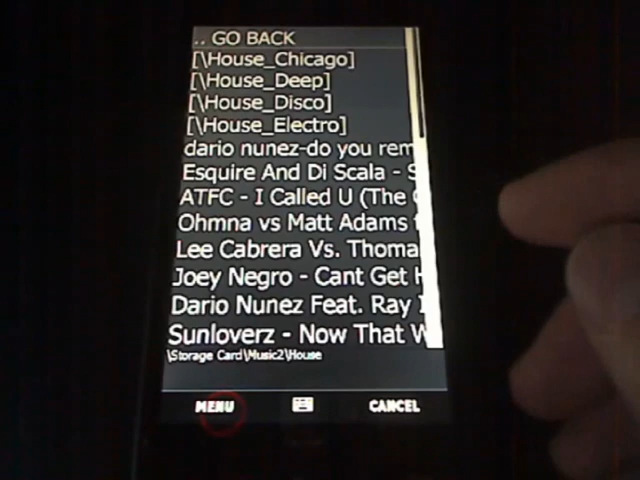 .. GO BACK
[\House_Chicago]
[\House_Deep]
[\House_Disco]
[\House_Electro]
dario nunez-do you rem
Esquire And Di Scala - S
ATFC - I Called U (The
Ohmna vs Matt Adams
Lee Cabrera Vs. Thoma
Joey Negro - Cant Get
Dario Nunez Feat. Ray
Sunloverz - Now That W
\Storage Card\Music2\House
MENU
CANCEL